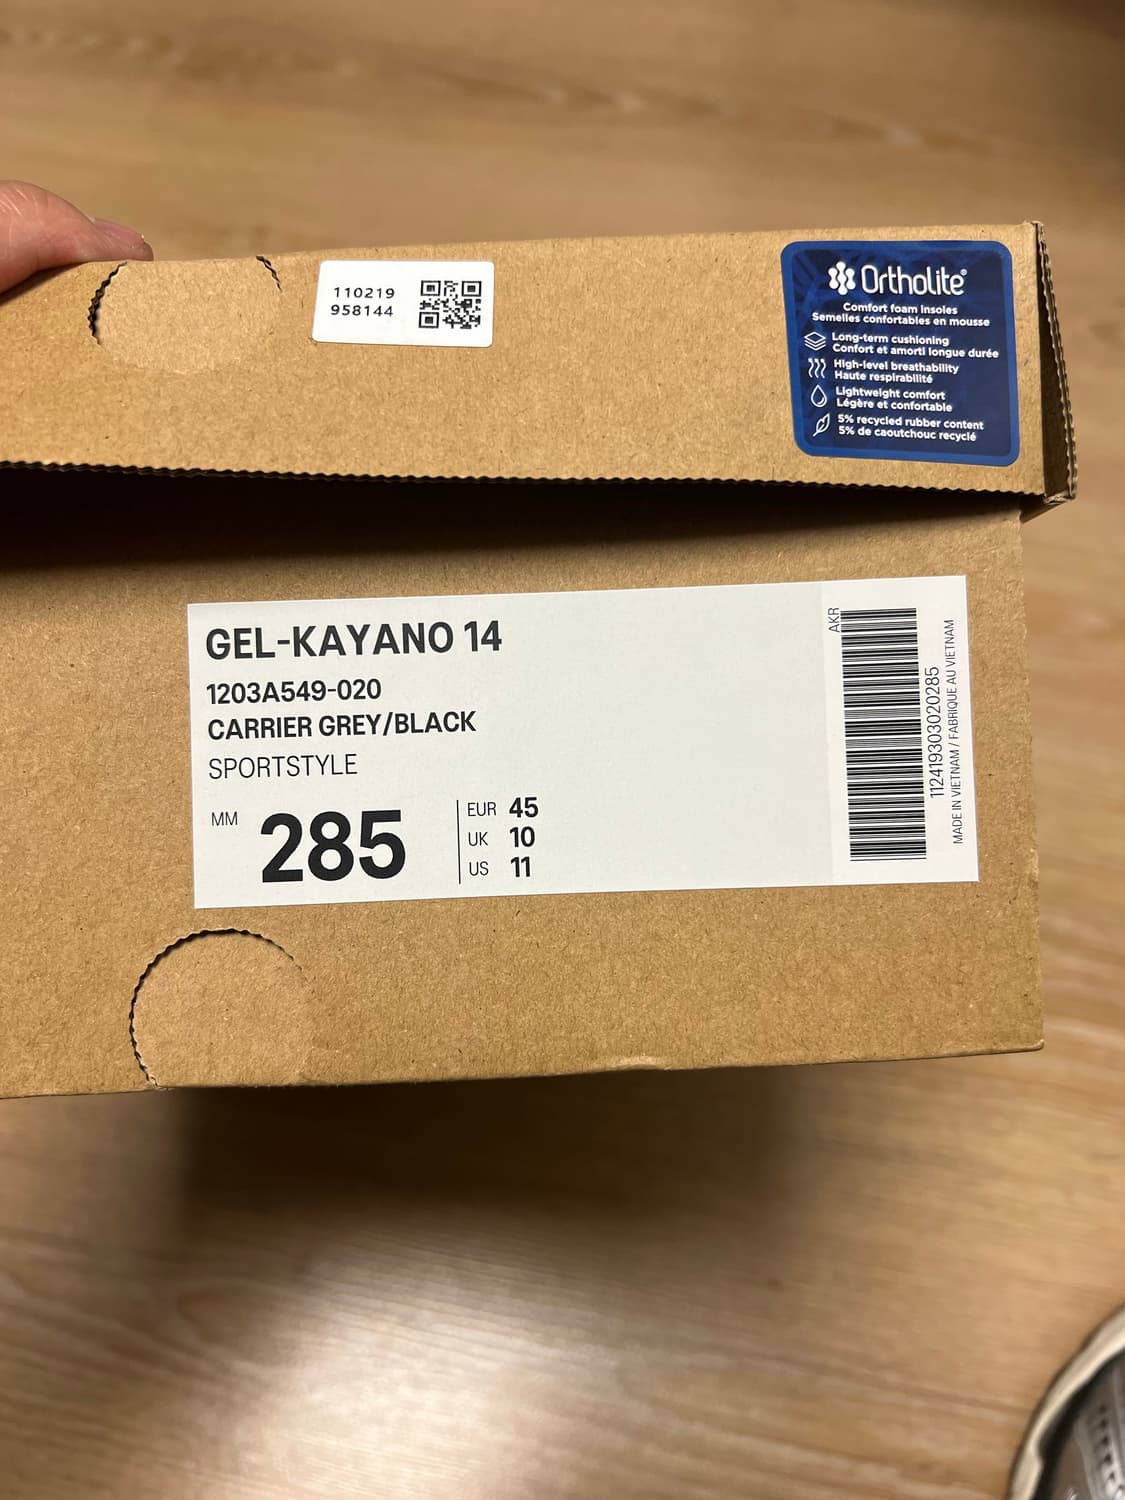 110219
958144
Ortholite®
Comfort foam insoles
Semelles confortables en mousse
Long-term cushioning
Confort et amorti longue durée
High-level breathability
Haute respirabilité
Lightweight comfort
Légère et confortable
5% recycled rubber content
5% de caoutchouc recyclé
GEL-KAYANO 14
1203A549-020
CARRIER GREY/BLACK
SPORTSTYLE
MM 285
EUR 45
UK 10
US 11
AKR
11241930302​0285
MADE IN VIETNAM / FABRIQUE AU VIETNAM